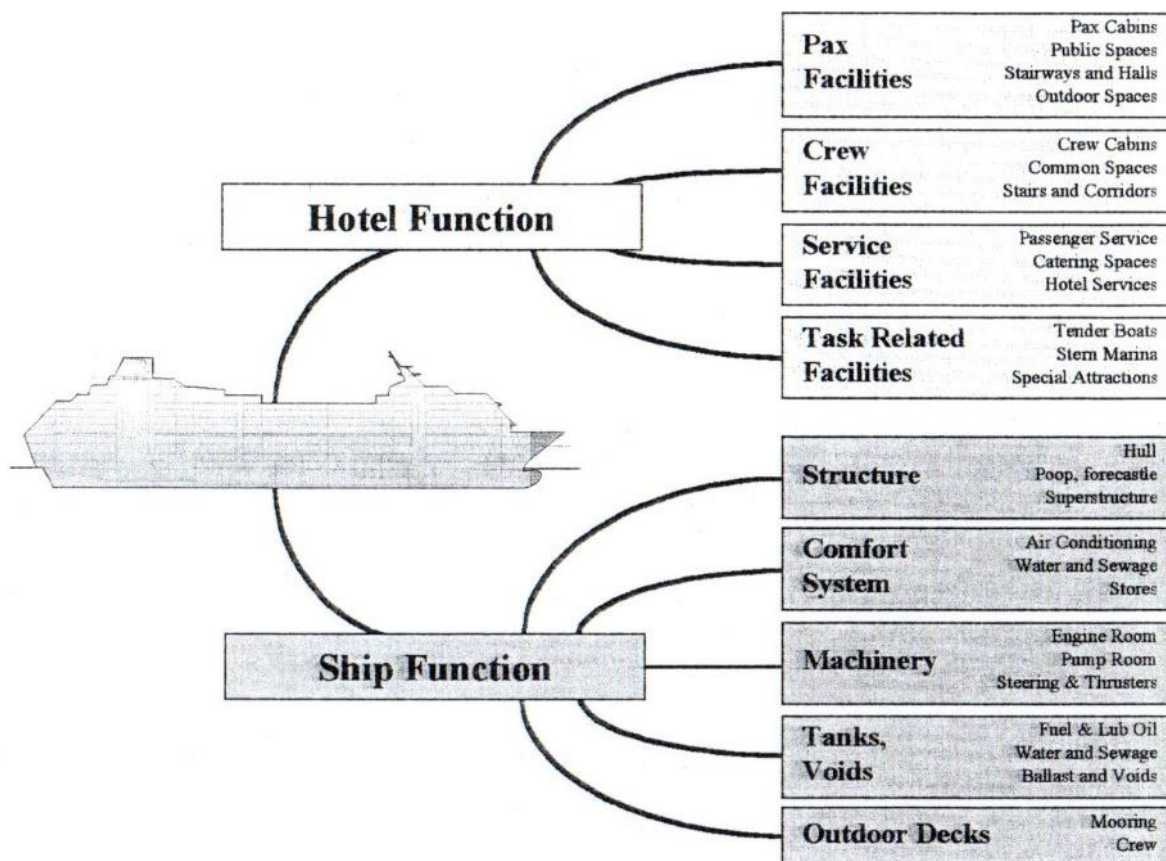 Hotel Function
Pax
Facilities
Pax Cabins
Public Spaces
Stairways and Halls
Outdoor Spaces
Crew
Facilities
Crew Cabins
Common Spaces
Stairs and Corridors
Service
Facilities
Passenger Service
Catering Spaces
Hotel Services
Task Related
Facilities
Tender Boats
Stern Marina
Special Attractions
Ship Function
Structure
Hull
Poop, forecastle
Superstructure
Comfort
System
Air Conditioning
Water and Sewage
Stores
Machinery
Engine Room
Pump Room
Steering & Thrusters
Tanks,
Voids
Fuel & Lub Oil
Water and Sewage
Ballast and Voids
Outdoor Decks
Mooring
Crew